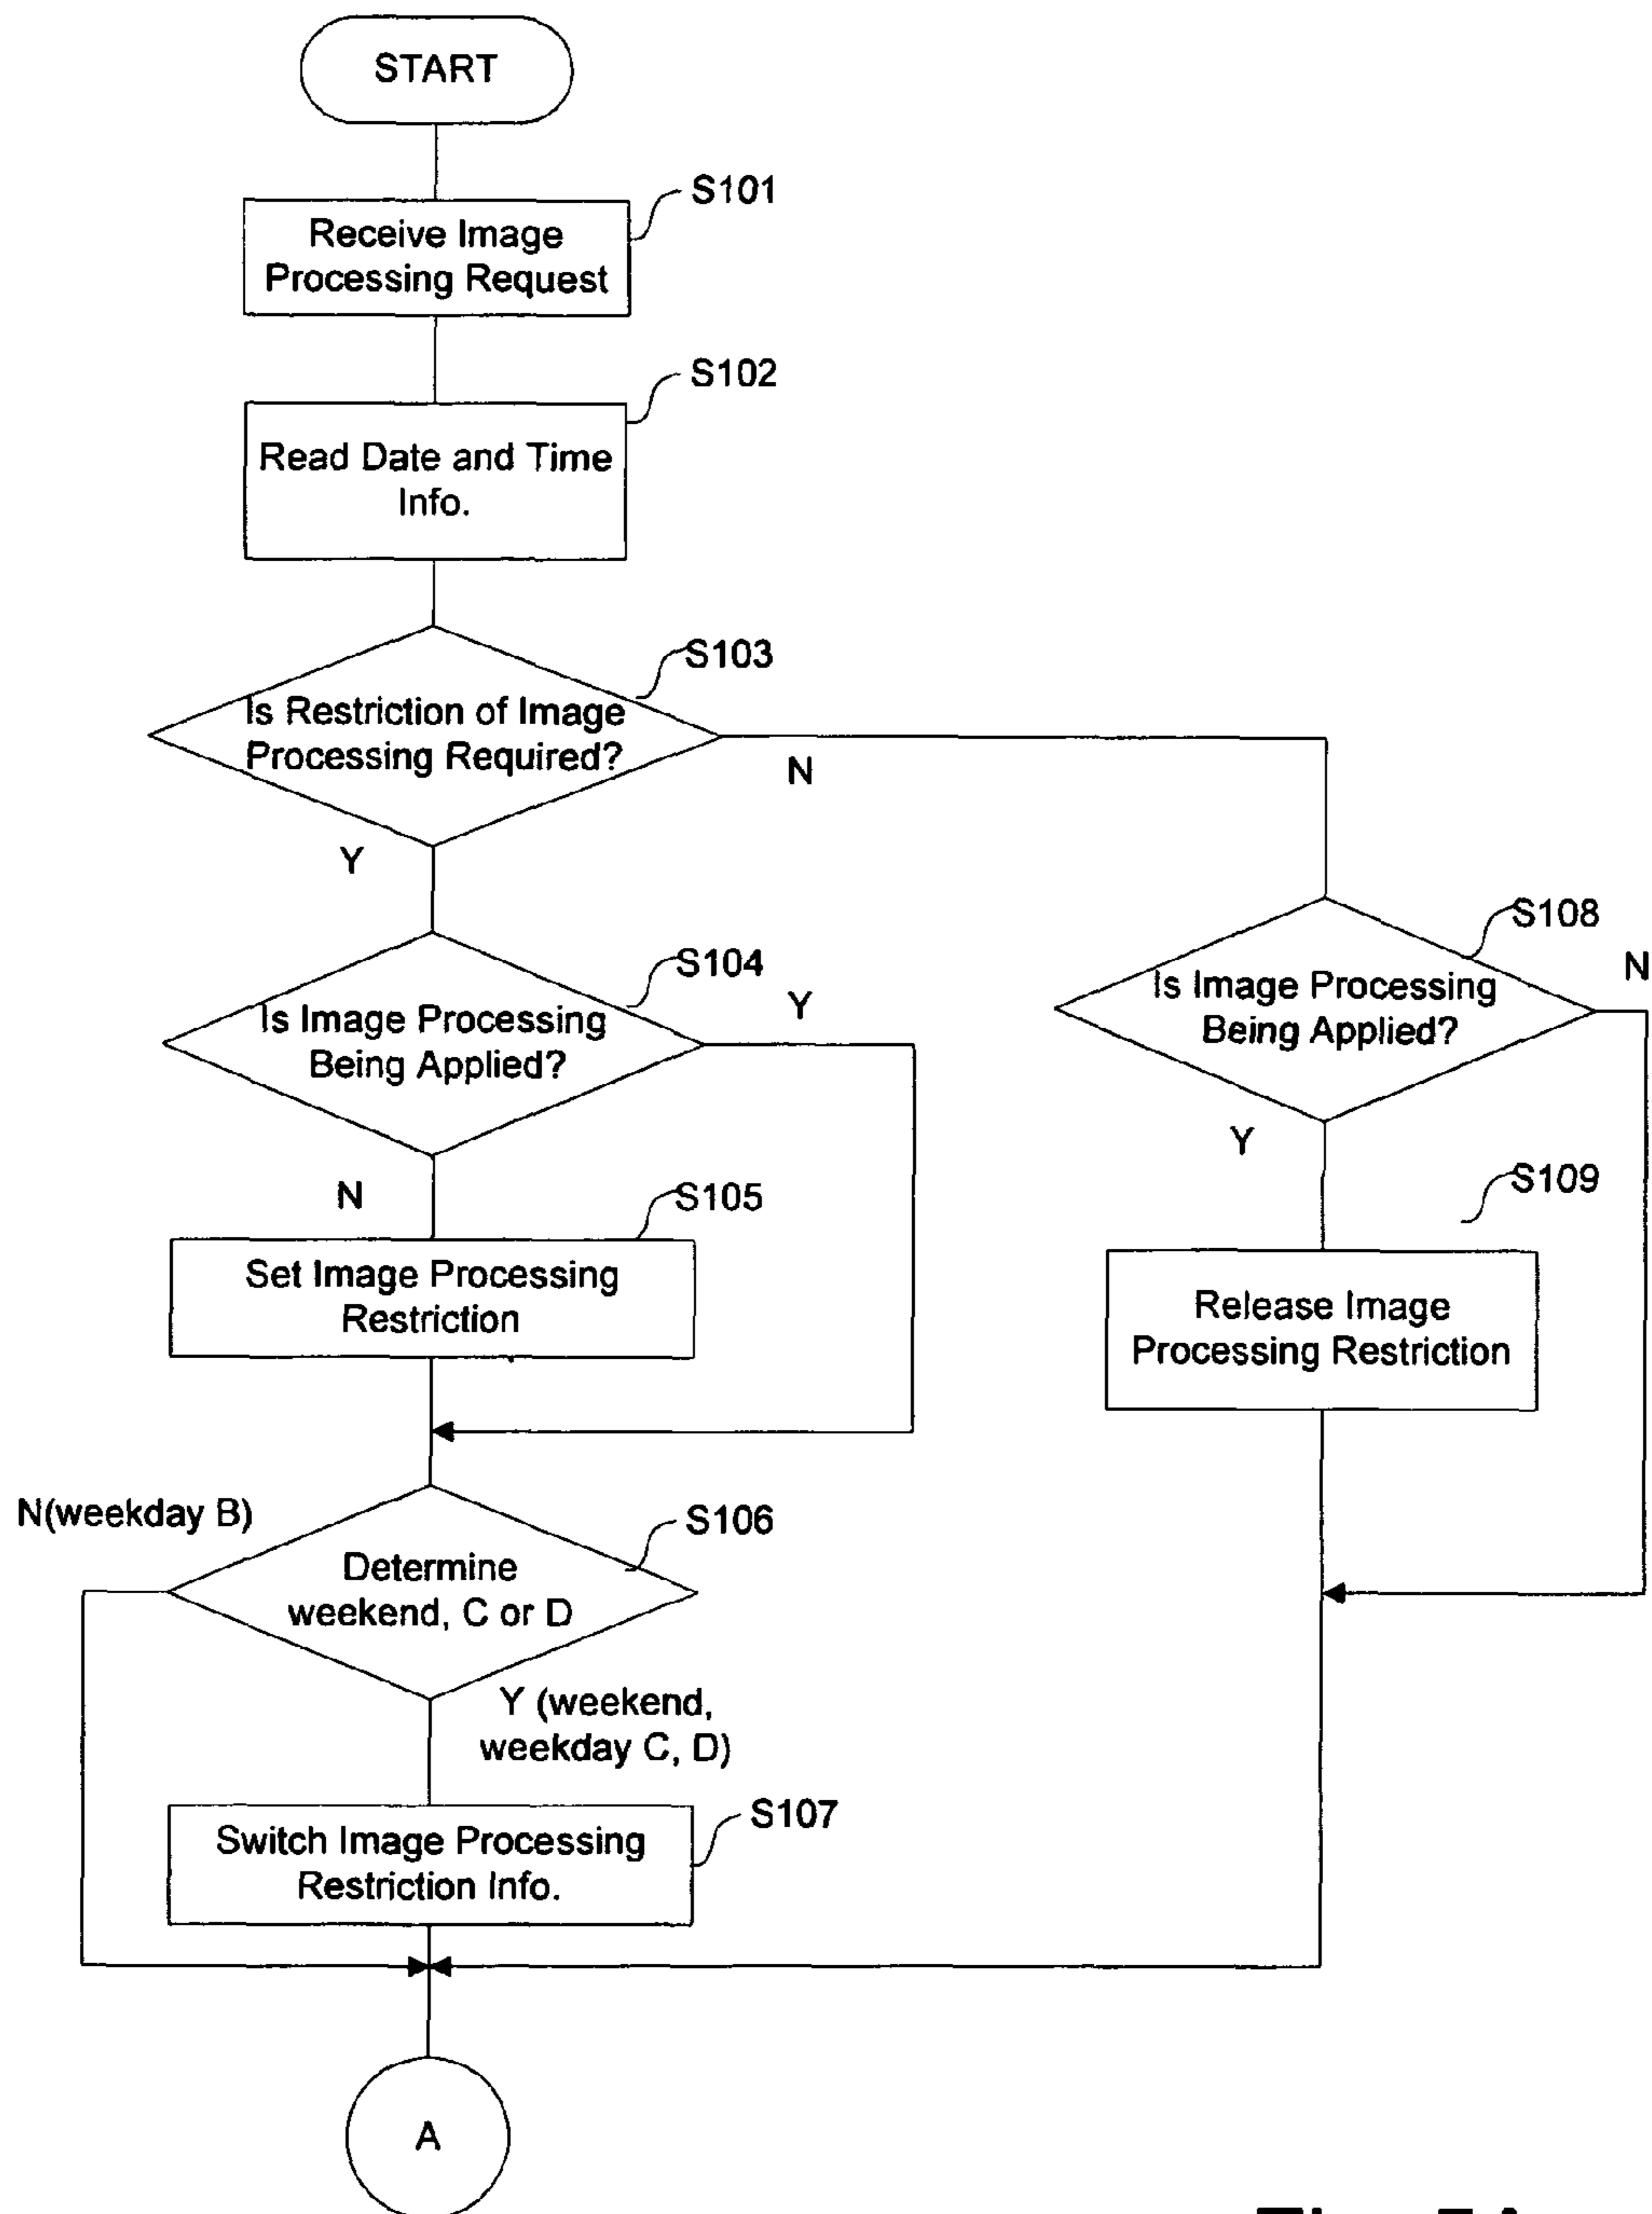 START
S101
Receive Image
Processing Request
S102
Read Date and Time
Info.
S103
Is Restriction of Image
Processing Required?
N
Y
S104
Is Image Processing
Being Applied?
Y
N
S108
Is Image Processing
Being Applied?
N
Y
S105
Set Image Processing
Restriction
S109
Release Image
Processing Restriction
N(weekday B)
S106
Determine
weekend, C or D
Y (weekend,
weekday C, D)
S107
Switch Image Processing
Restriction Info.
A